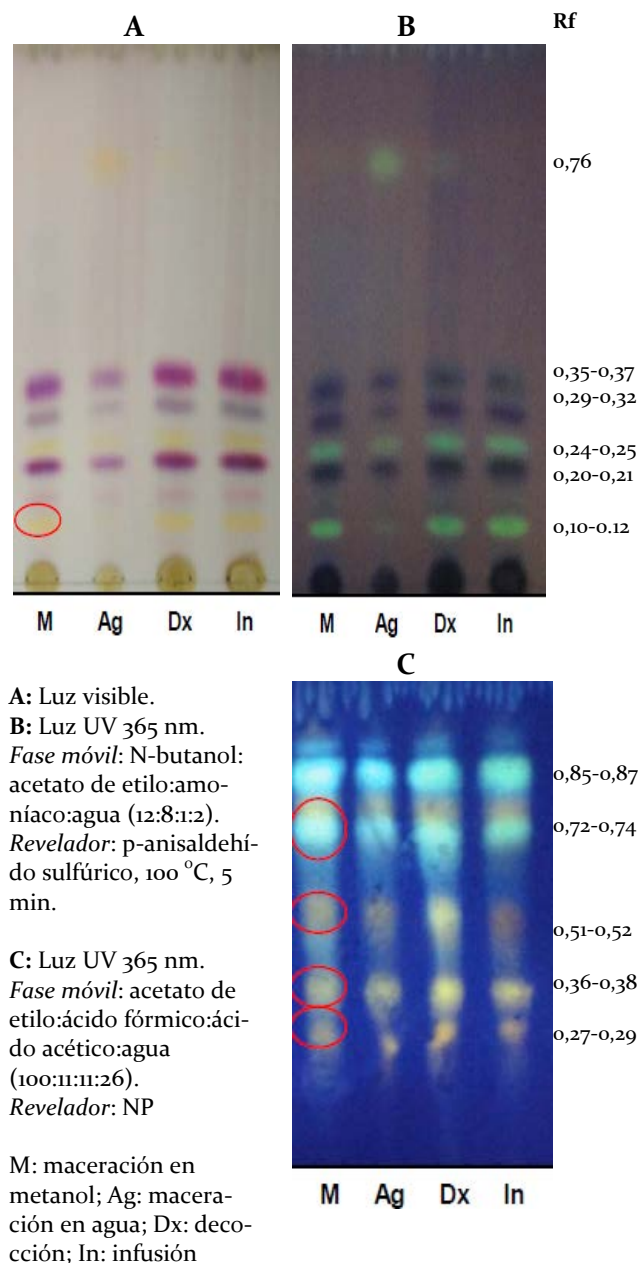 A
B
Rf
0,76
0,35-0,37
0,29-0,32
0,24-0,25
0,20-0,21
0,10-0.12
M Ag Dx In
M Ag Dx In
A: Luz visible.
B: Luz UV 365 nm.
Fase móvil: N-butanol:
acetato de etilo:amo-
níaco:agua (12:8:1:2).
Revelador: p-anisaldehí-
do sulfúrico, 100 °C, 5
min.
C: Luz UV 365 nm.
Fase móvil: acetato de
etilo:ácido fórmico:áci-
do acético:agua
(100:11:11:26).
Revelador: NP
M: maceración en
metanol; Ag: macera-
ción en agua; Dx: deco-
cción; In: infusión
C
0,85-0,87
0,72-0,74
0,51-0,52
0,36-0,38
0,27-0,29
M Ag Dx In